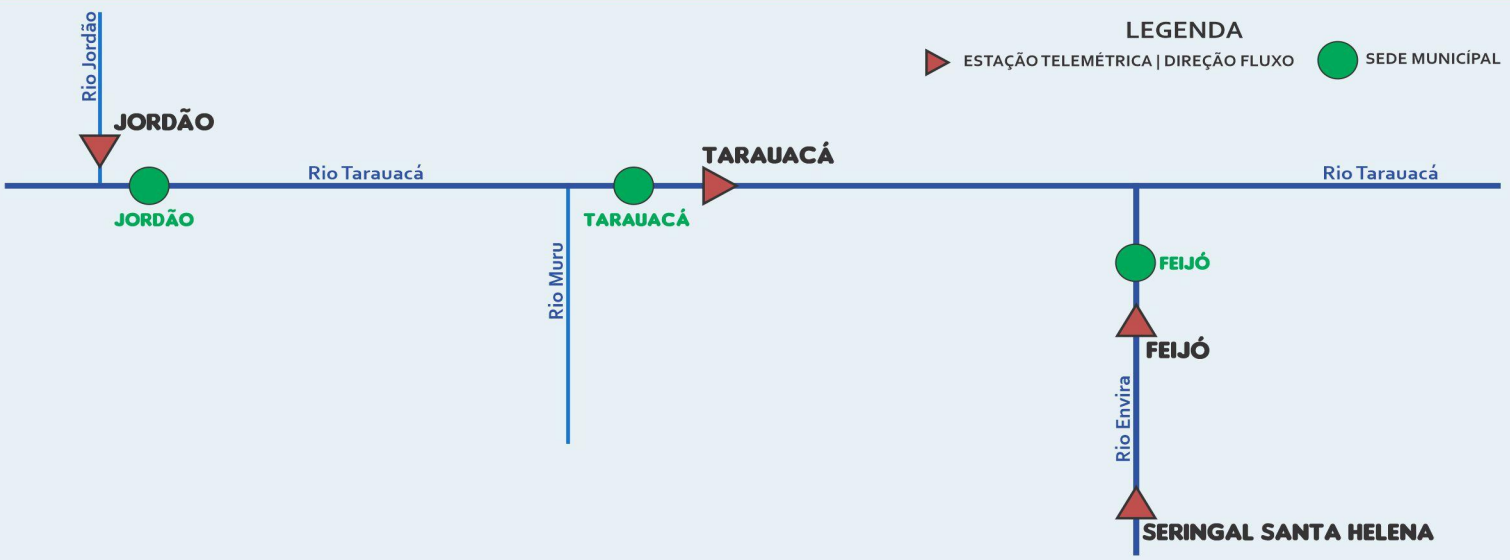 LEGENDA
ESTAÇÃO TELEMÉTRICA | DIREÇÃO FLUXO
SEDE MUNICÍPAL
Rio Jordão
JORDÃO
TARAUACÁ
Rio Tarauacá
Rio Tarauacá
JORDÃO
TARAUACÁ
Rio Muru
FEIJÓ
FEIJÓ
Rio Envira
SERINGAL SANTA HELENA